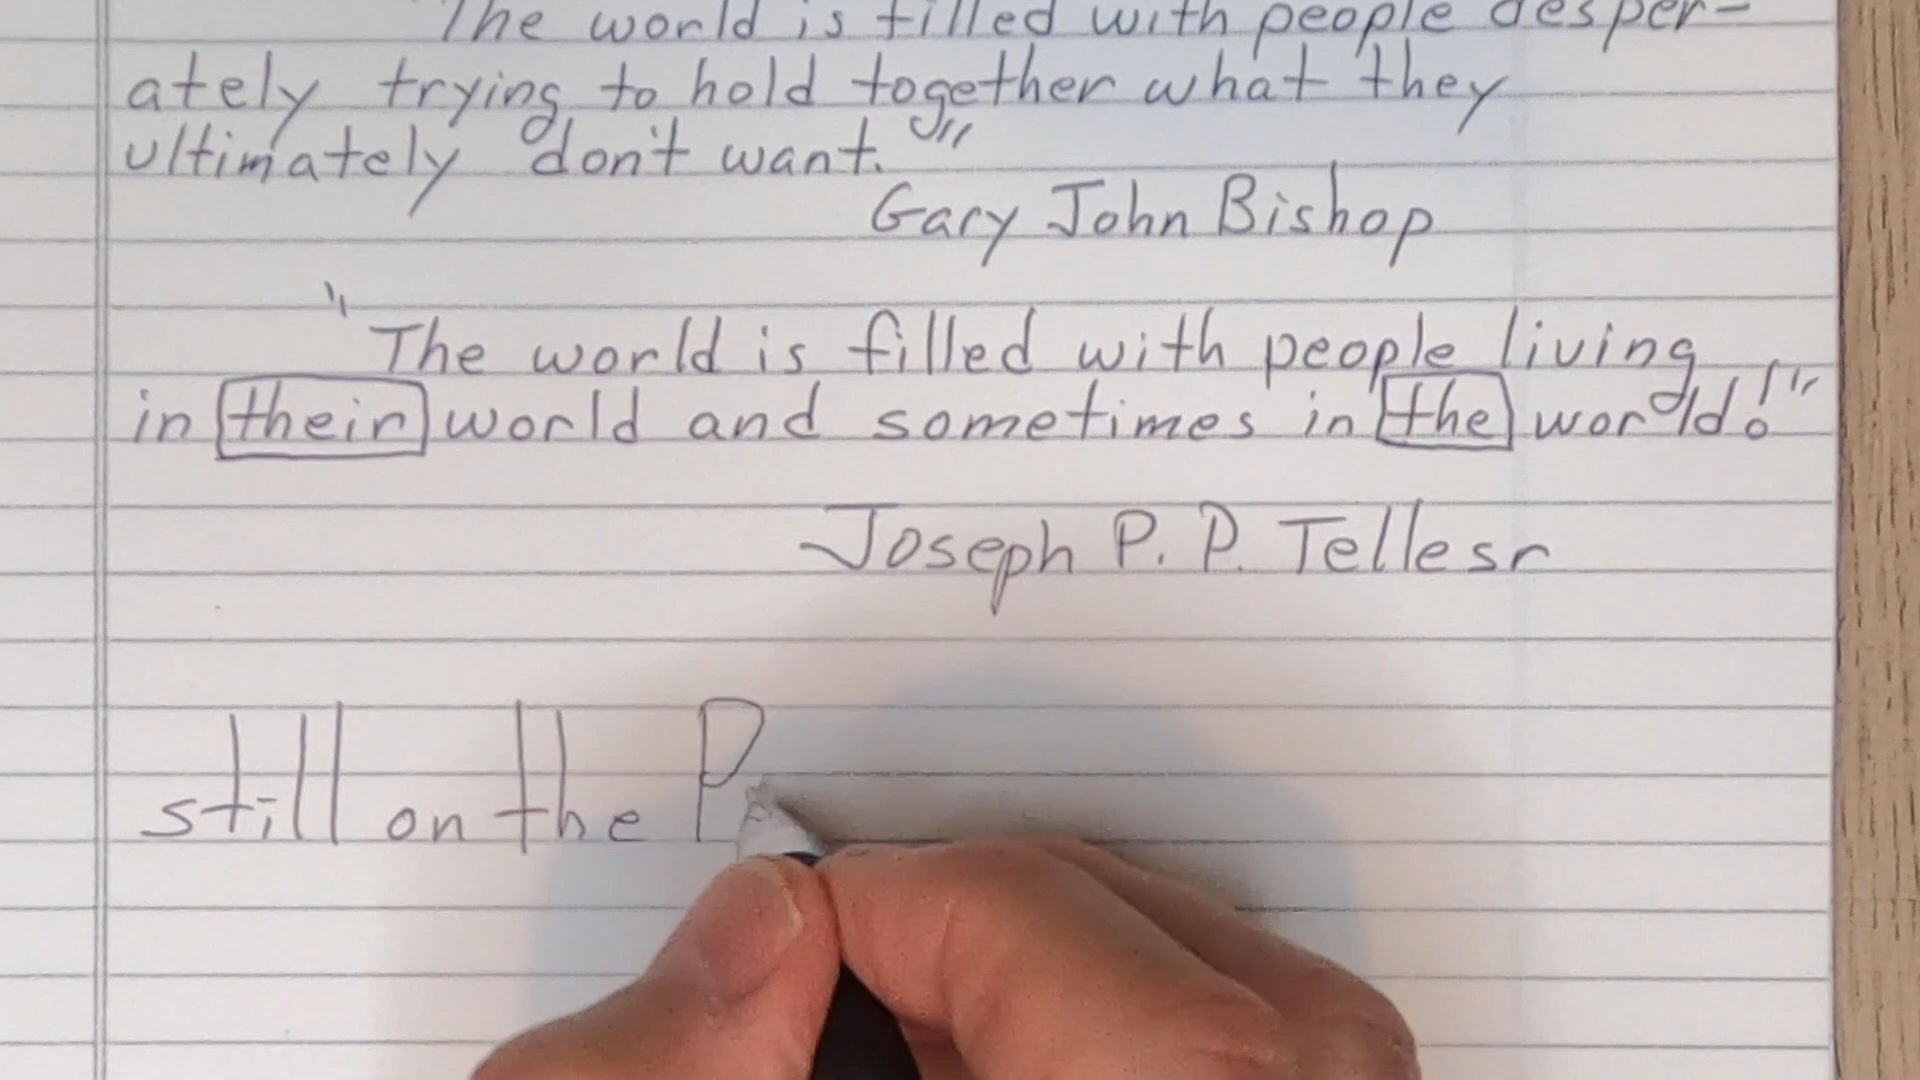 "The world is filled with people desper-
ately trying to hold together what they
ultimately don't want."
Gary John Bishop
"The world is filled with people living
in their world and sometimes in the world!"
Joseph P. P. Tellesr
still on the P